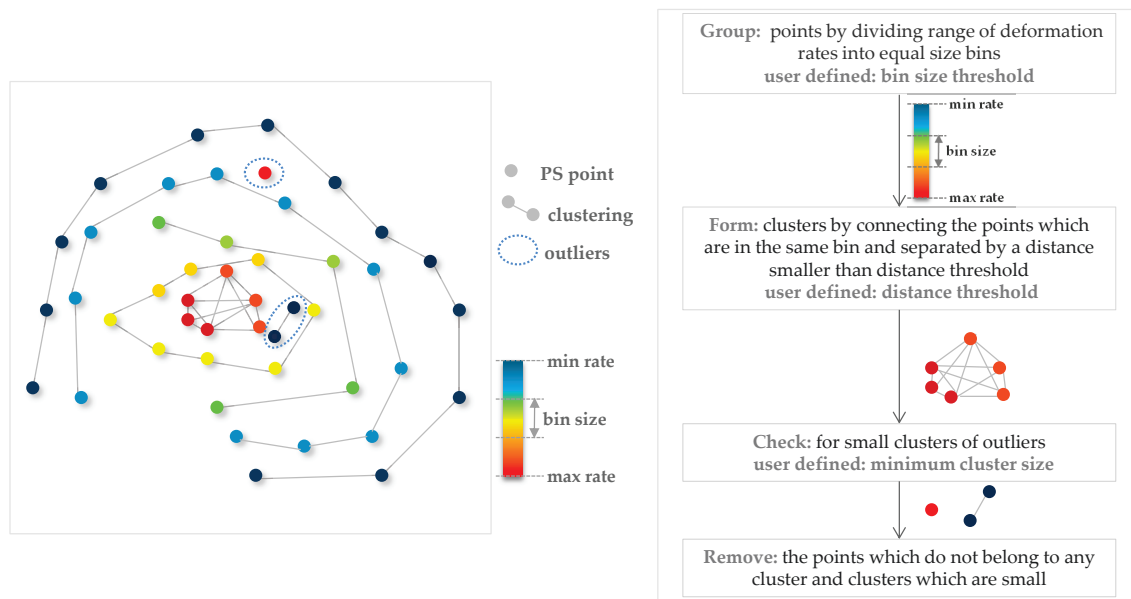 PS point
clustering
outliers
min rate
bin size
max rate
Group: points by dividing range of deformation
rates into equal size bins
user defined: bin size threshold
min rate
bin size
max rate
Form: clusters by connecting the points which
are in the same bin and separated by a distance
smaller than distance threshold
user defined: distance threshold
Check: for small clusters of outliers
user defined: minimum cluster size
Remove: the points which do not belong to any
cluster and clusters which are small